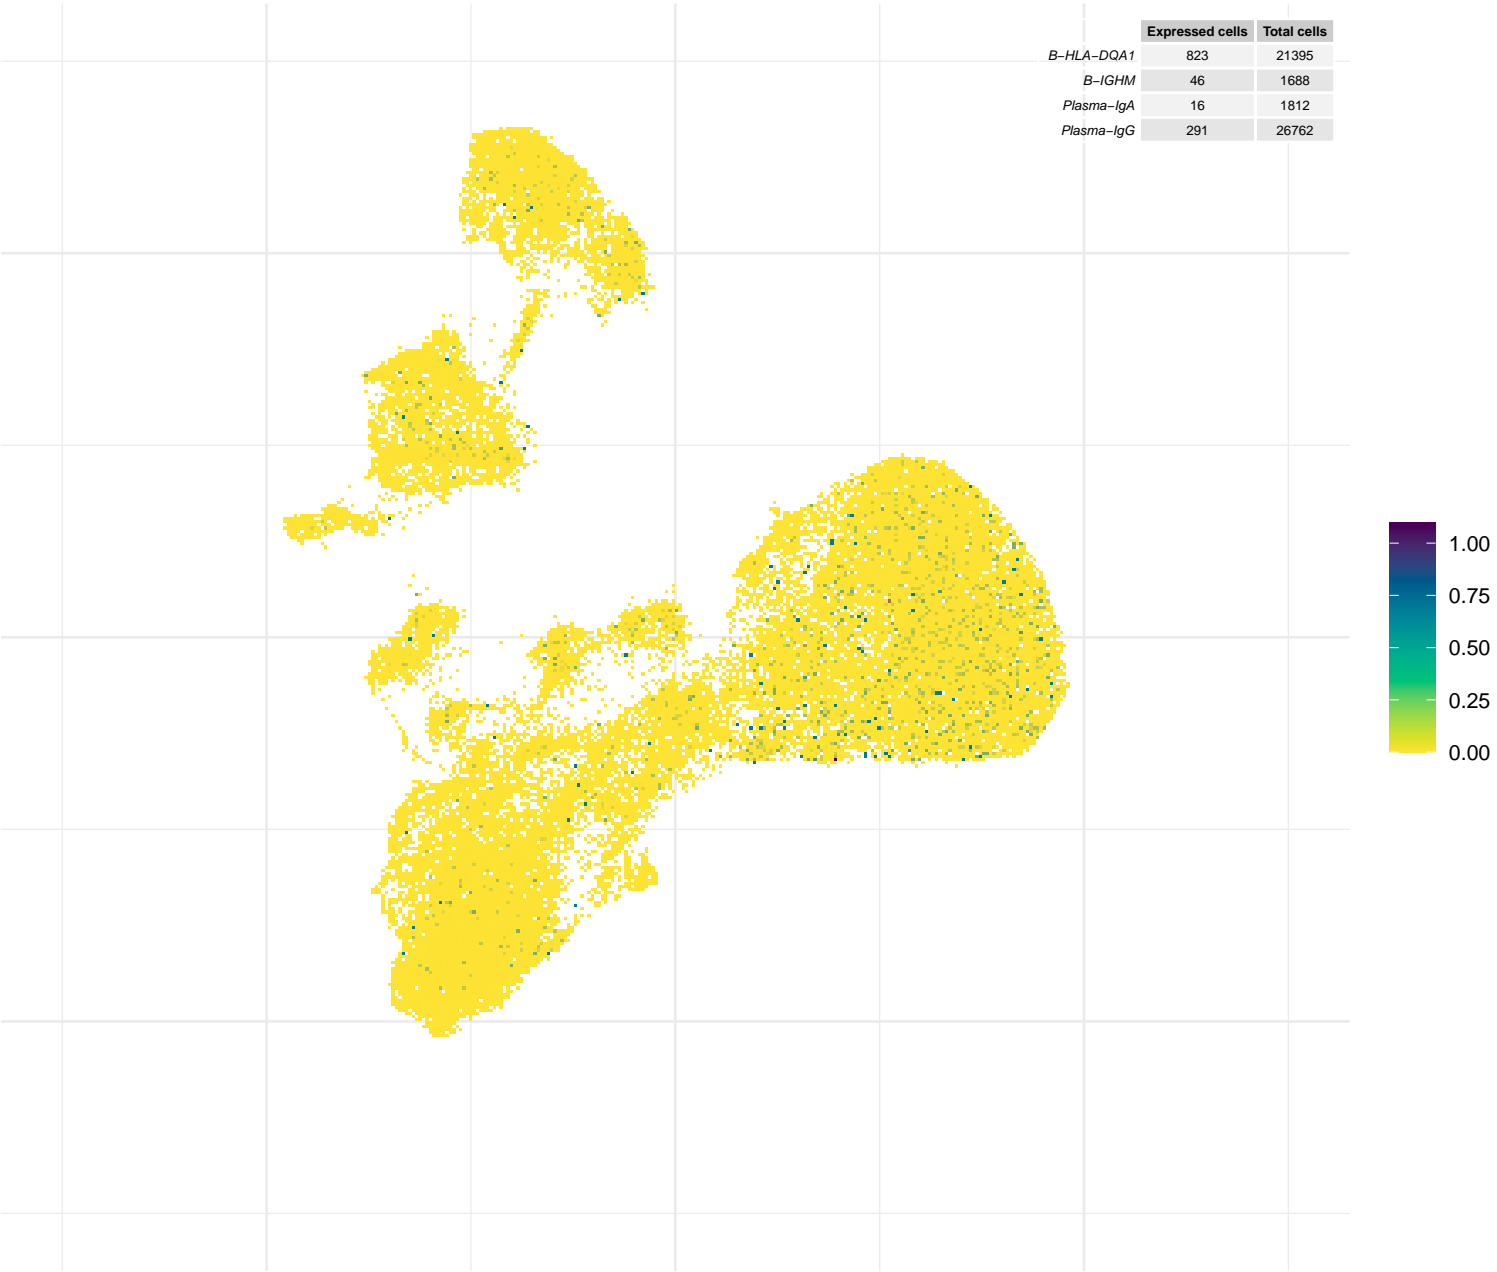 Expressed cells Total cells
B−HLA−DQA1 823 21395
B−IGHM 46 1688
Plasma−IgA 16 1812
Plasma−IgG 291 26762
1.00
0.75
0.50
0.25
0.00